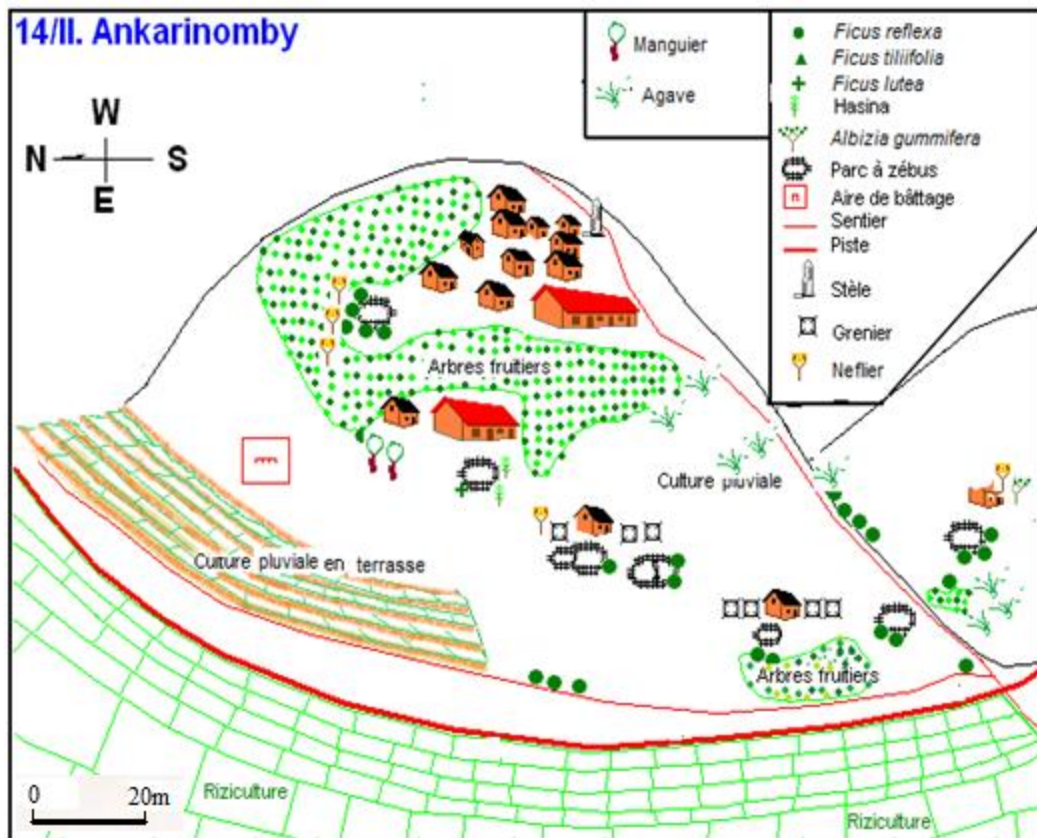 14/II. Ankarinomby
W
N S
E
Manguier
Agave
Ficus reflexa
Ficus tiliifolia
Ficus lutea
Hasina
Albizia gummifera
Parc à zébus
Aire de bâttage
Sentier
Piste
Stèle
Grenier
Neflier
Arbres fruitiers
Culture pluviale
Culture pluviale en terrasse
Arbres fruitiers
Riziculture
Riziculture
0 20m